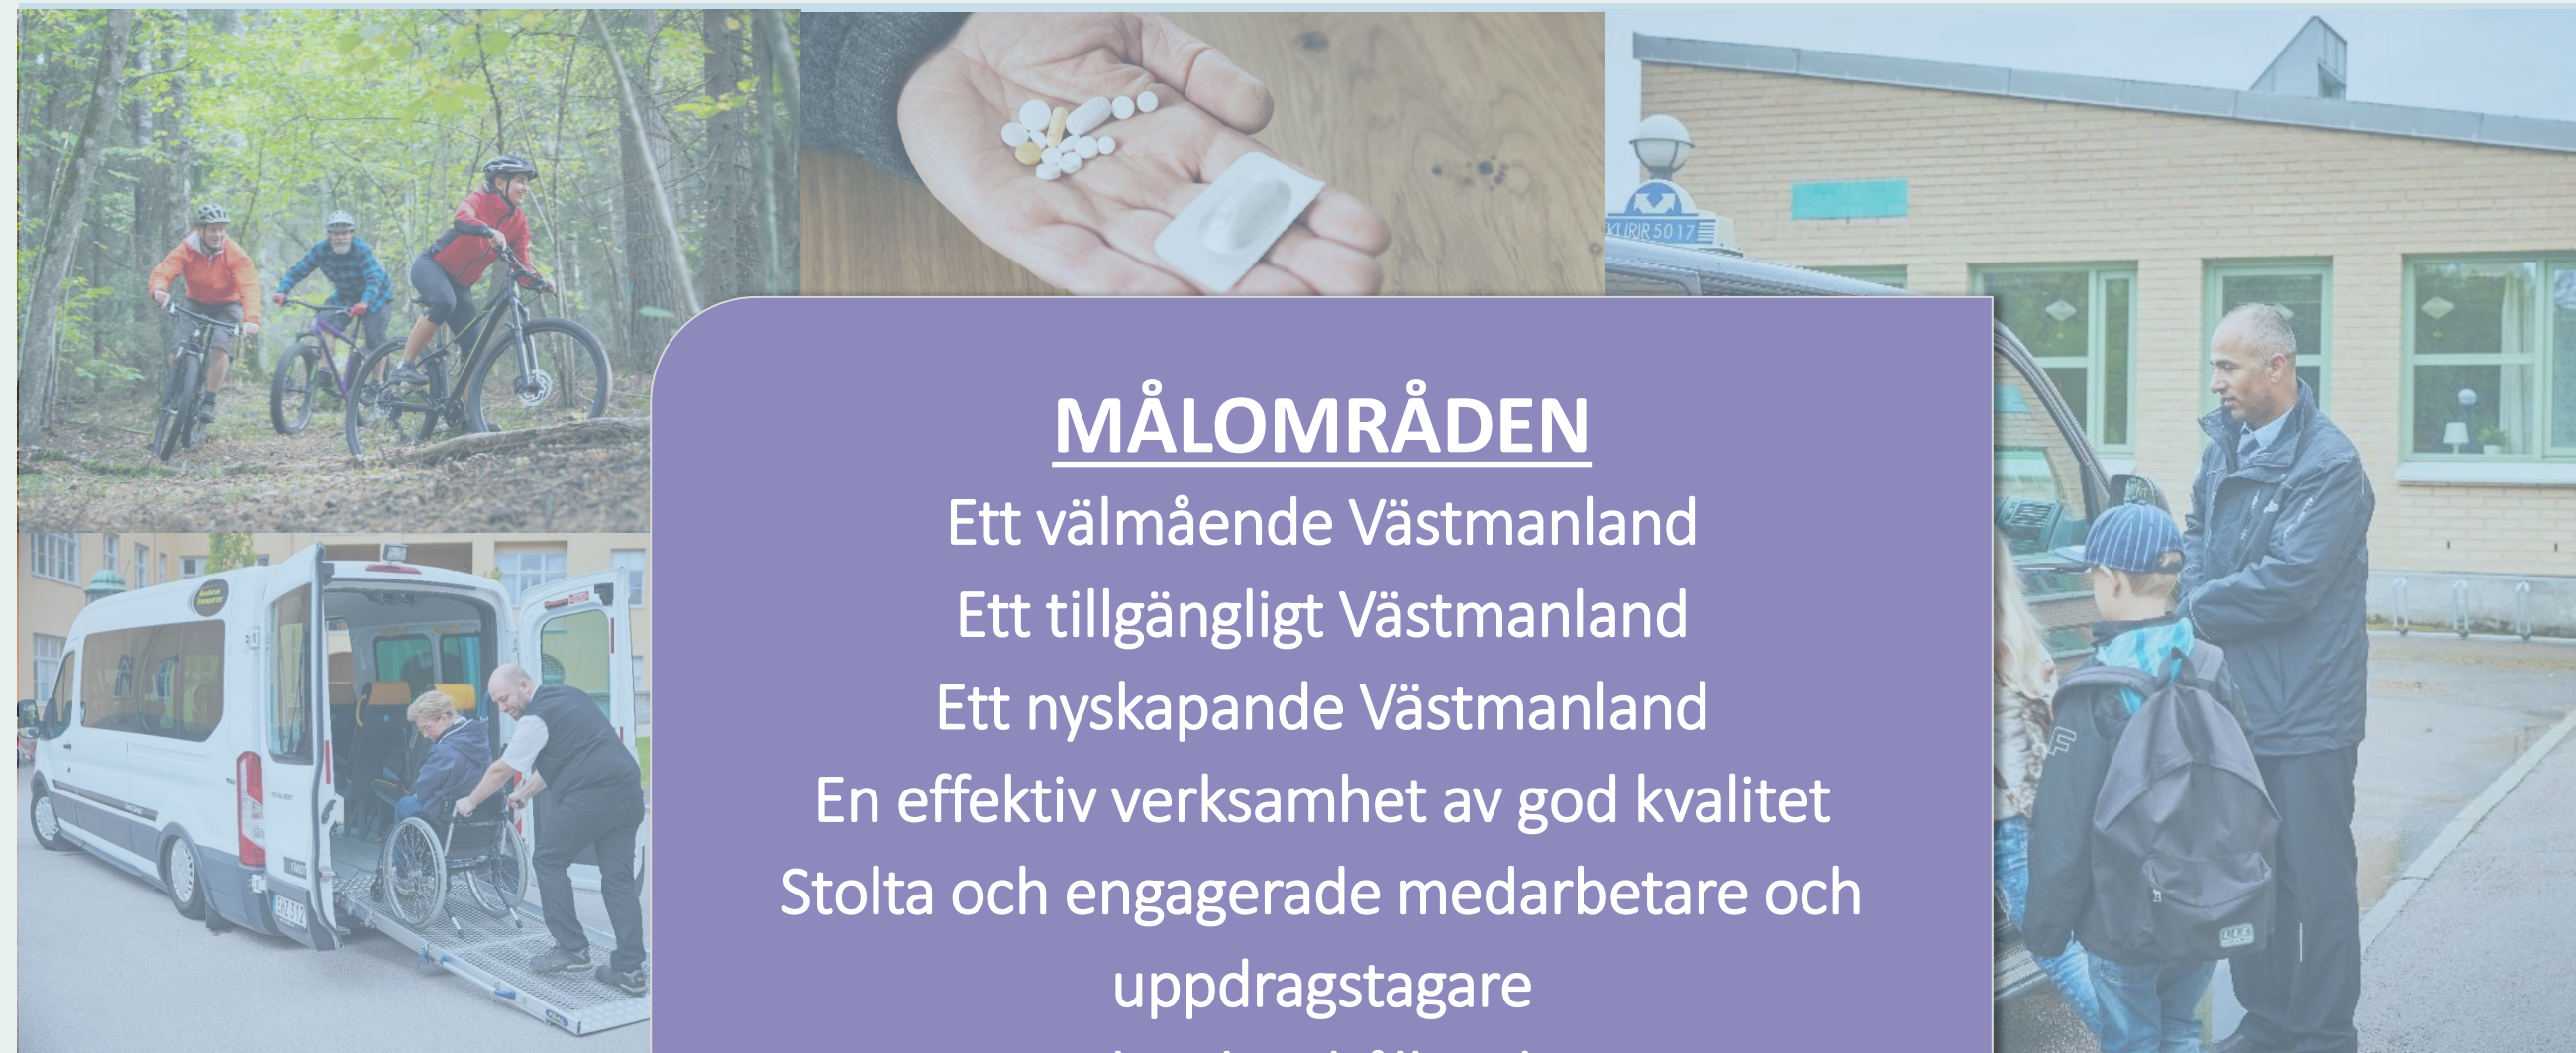 KURIR 5017
MÅLOMRÅDEN
Ett välmående Västmanland
Ett tillgängligt Västmanland
Ett nyskapande Västmanland
En effektiv verksamhet av god kvalitet
Stolta och engagerade medarbetare och
uppdragstagare